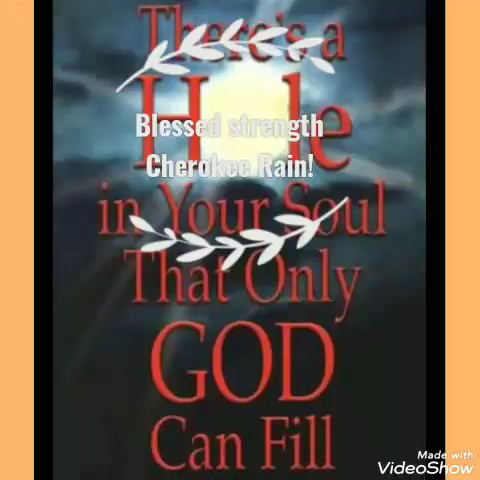 There's a
Hole
Blessed strength
Cherokee Rain!
in Your Soul
That Only
GOD
Can Fill
Made with
VideoShow